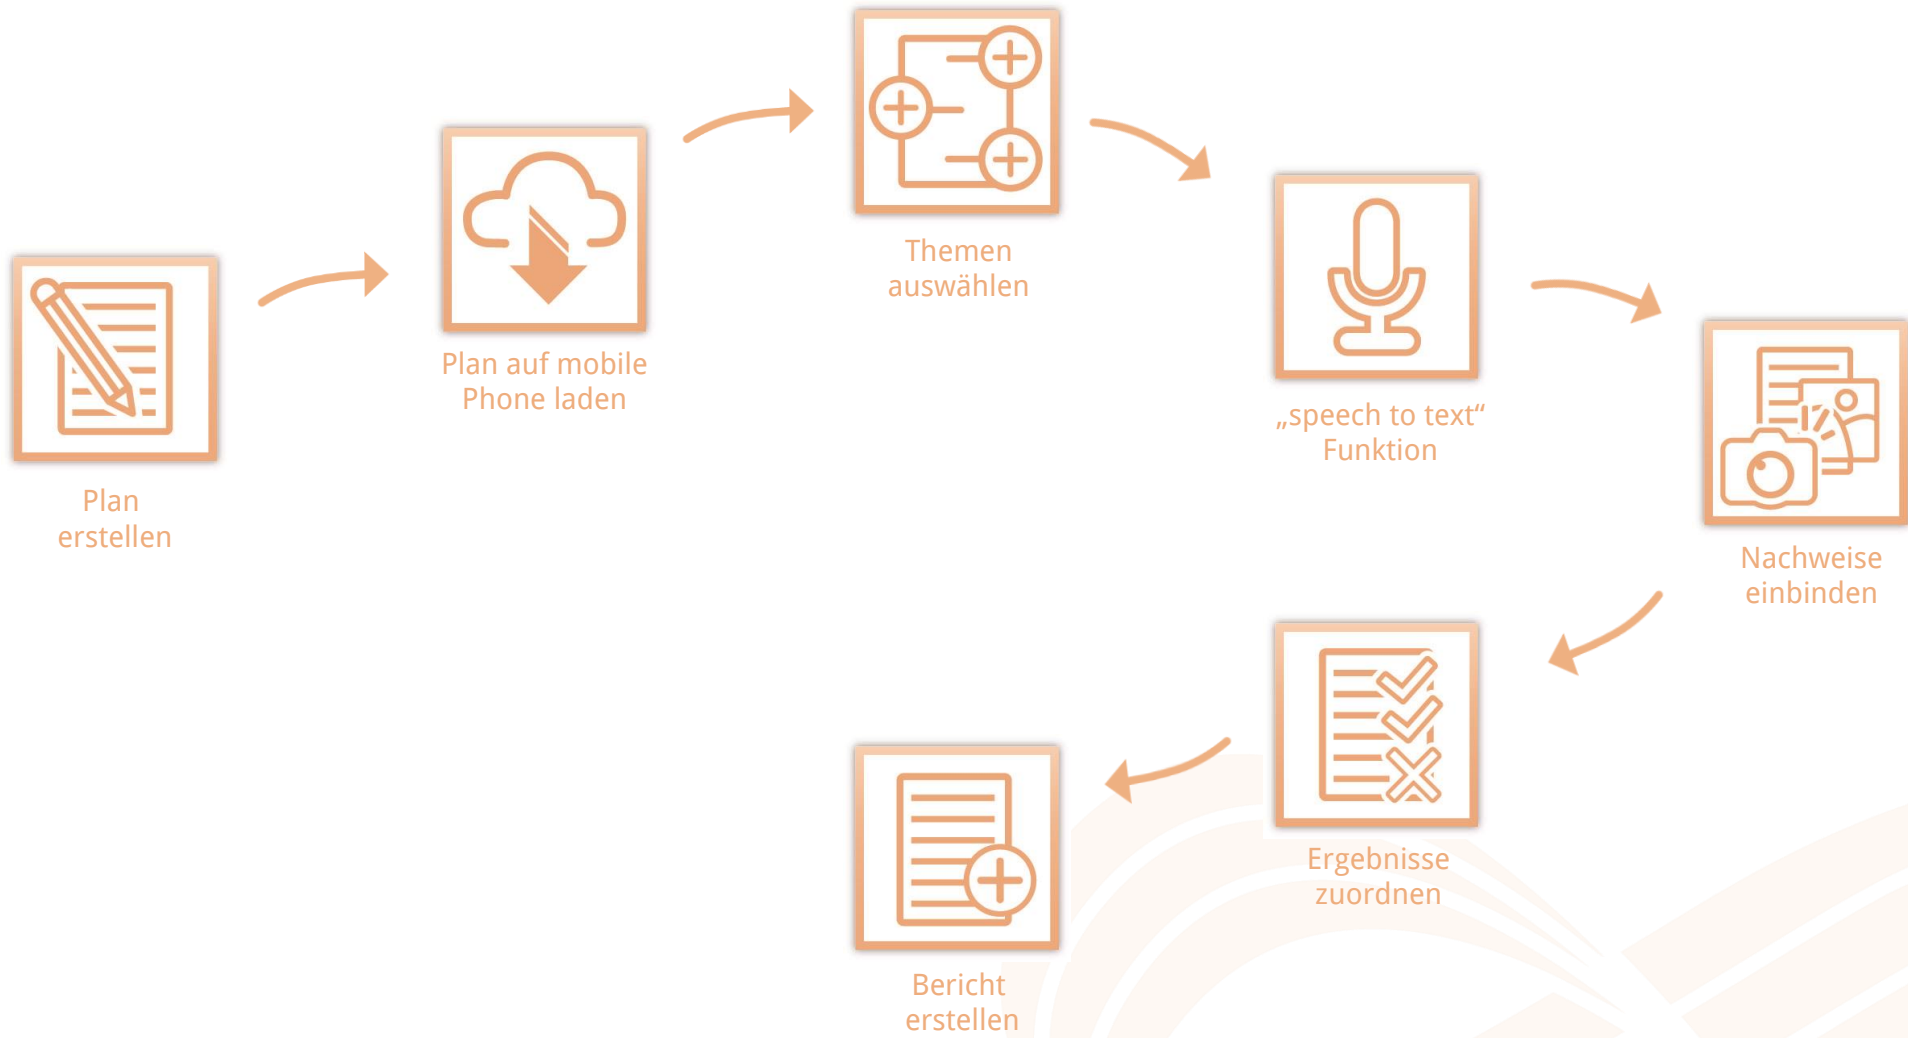 Plan
erstellen
Plan auf mobile
Phone laden
Themen
auswählen
„speech to text“
Funktion
Nachweise
einbinden
Ergebnisse
zuordnen
Bericht
erstellen